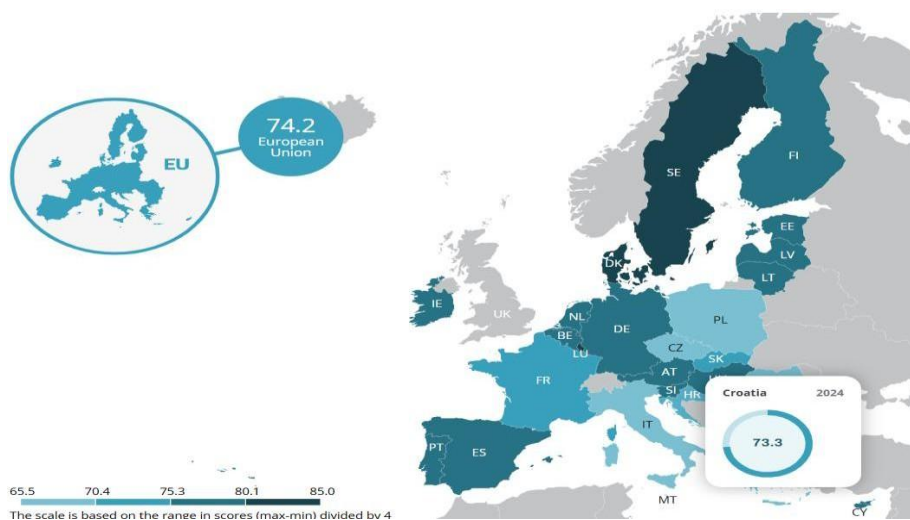 74.2
European
Union
EU
SE
FI
EE
LV
LT
DK
IE
UK
NL
BE
DE
PL
LU
CZ
SK
FR
AT
SI
HR
IT
PT
ES
MT
CY
Croatia 2024
73.3
65.5 70.4 75.3 80.1 85.0
The scale is based on the range in scores (max-min) divided by 4